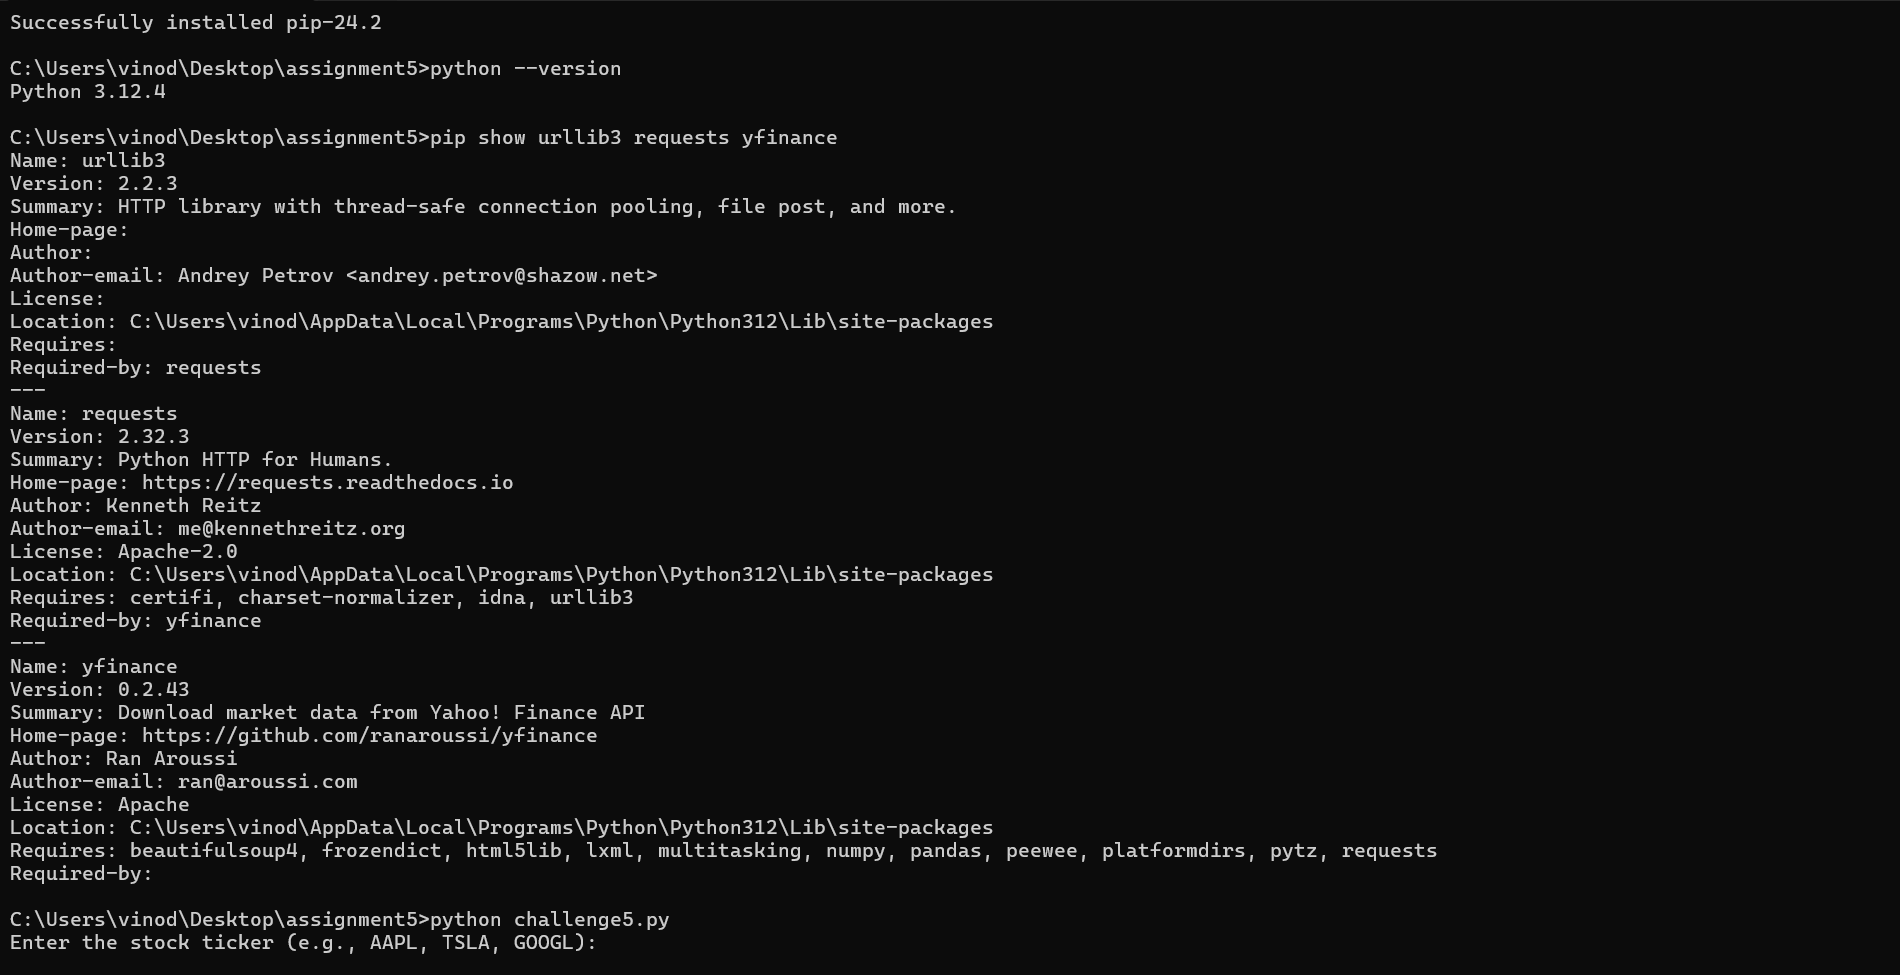 Successfully installed pip-24.2
C:\Users\vinod\Desktop\assignment5>python --version
Python 3.12.4
C:\Users\vinod\Desktop\assignment5>pip show urllib3 requests yfinance
Name: urllib3
Version: 2.2.3
Summary: HTTP library with thread-safe connection pooling, file post, and more.
Home-page:
Author:
Author-email: Andrey Petrov <andrey.petrov@shazow.net>
License:
Location: C:\Users\vinod\AppData\Local\Programs\Python\Python312\Lib\site-packages
Requires:
Required-by: requests
---
Name: requests
Version: 2.32.3
Summary: Python HTTP for Humans.
Home-page: https://requests.readthedocs.io
Author: Kenneth Reitz
Author-email: me@kennethreitz.org
License: Apache-2.0
Location: C:\Users\vinod\AppData\Local\Programs\Python\Python312\Lib\site-packages
Requires: certifi, charset-normalizer, idna, urllib3
Required-by: yfinance
---
Name: yfinance
Version: 0.2.43
Summary: Download market data from Yahoo! Finance API
Home-page: https://github.com/ranaroussi/yfinance
Author: Ran Aroussi
Author-email: ran@aroussi.com
License: Apache
Location: C:\Users\vinod\AppData\Local\Programs\Python\Python312\Lib\site-packages
Requires: beautifulsoup4, frozendict, html5lib, lxml, multitasking, numpy, pandas, peewee, platformdirs, pytz, requests
Required-by:
C:\Users\vinod\Desktop\assignment5>python challenge5.py
Enter the stock ticker (e.g., AAPL, TSLA, GOOGL):